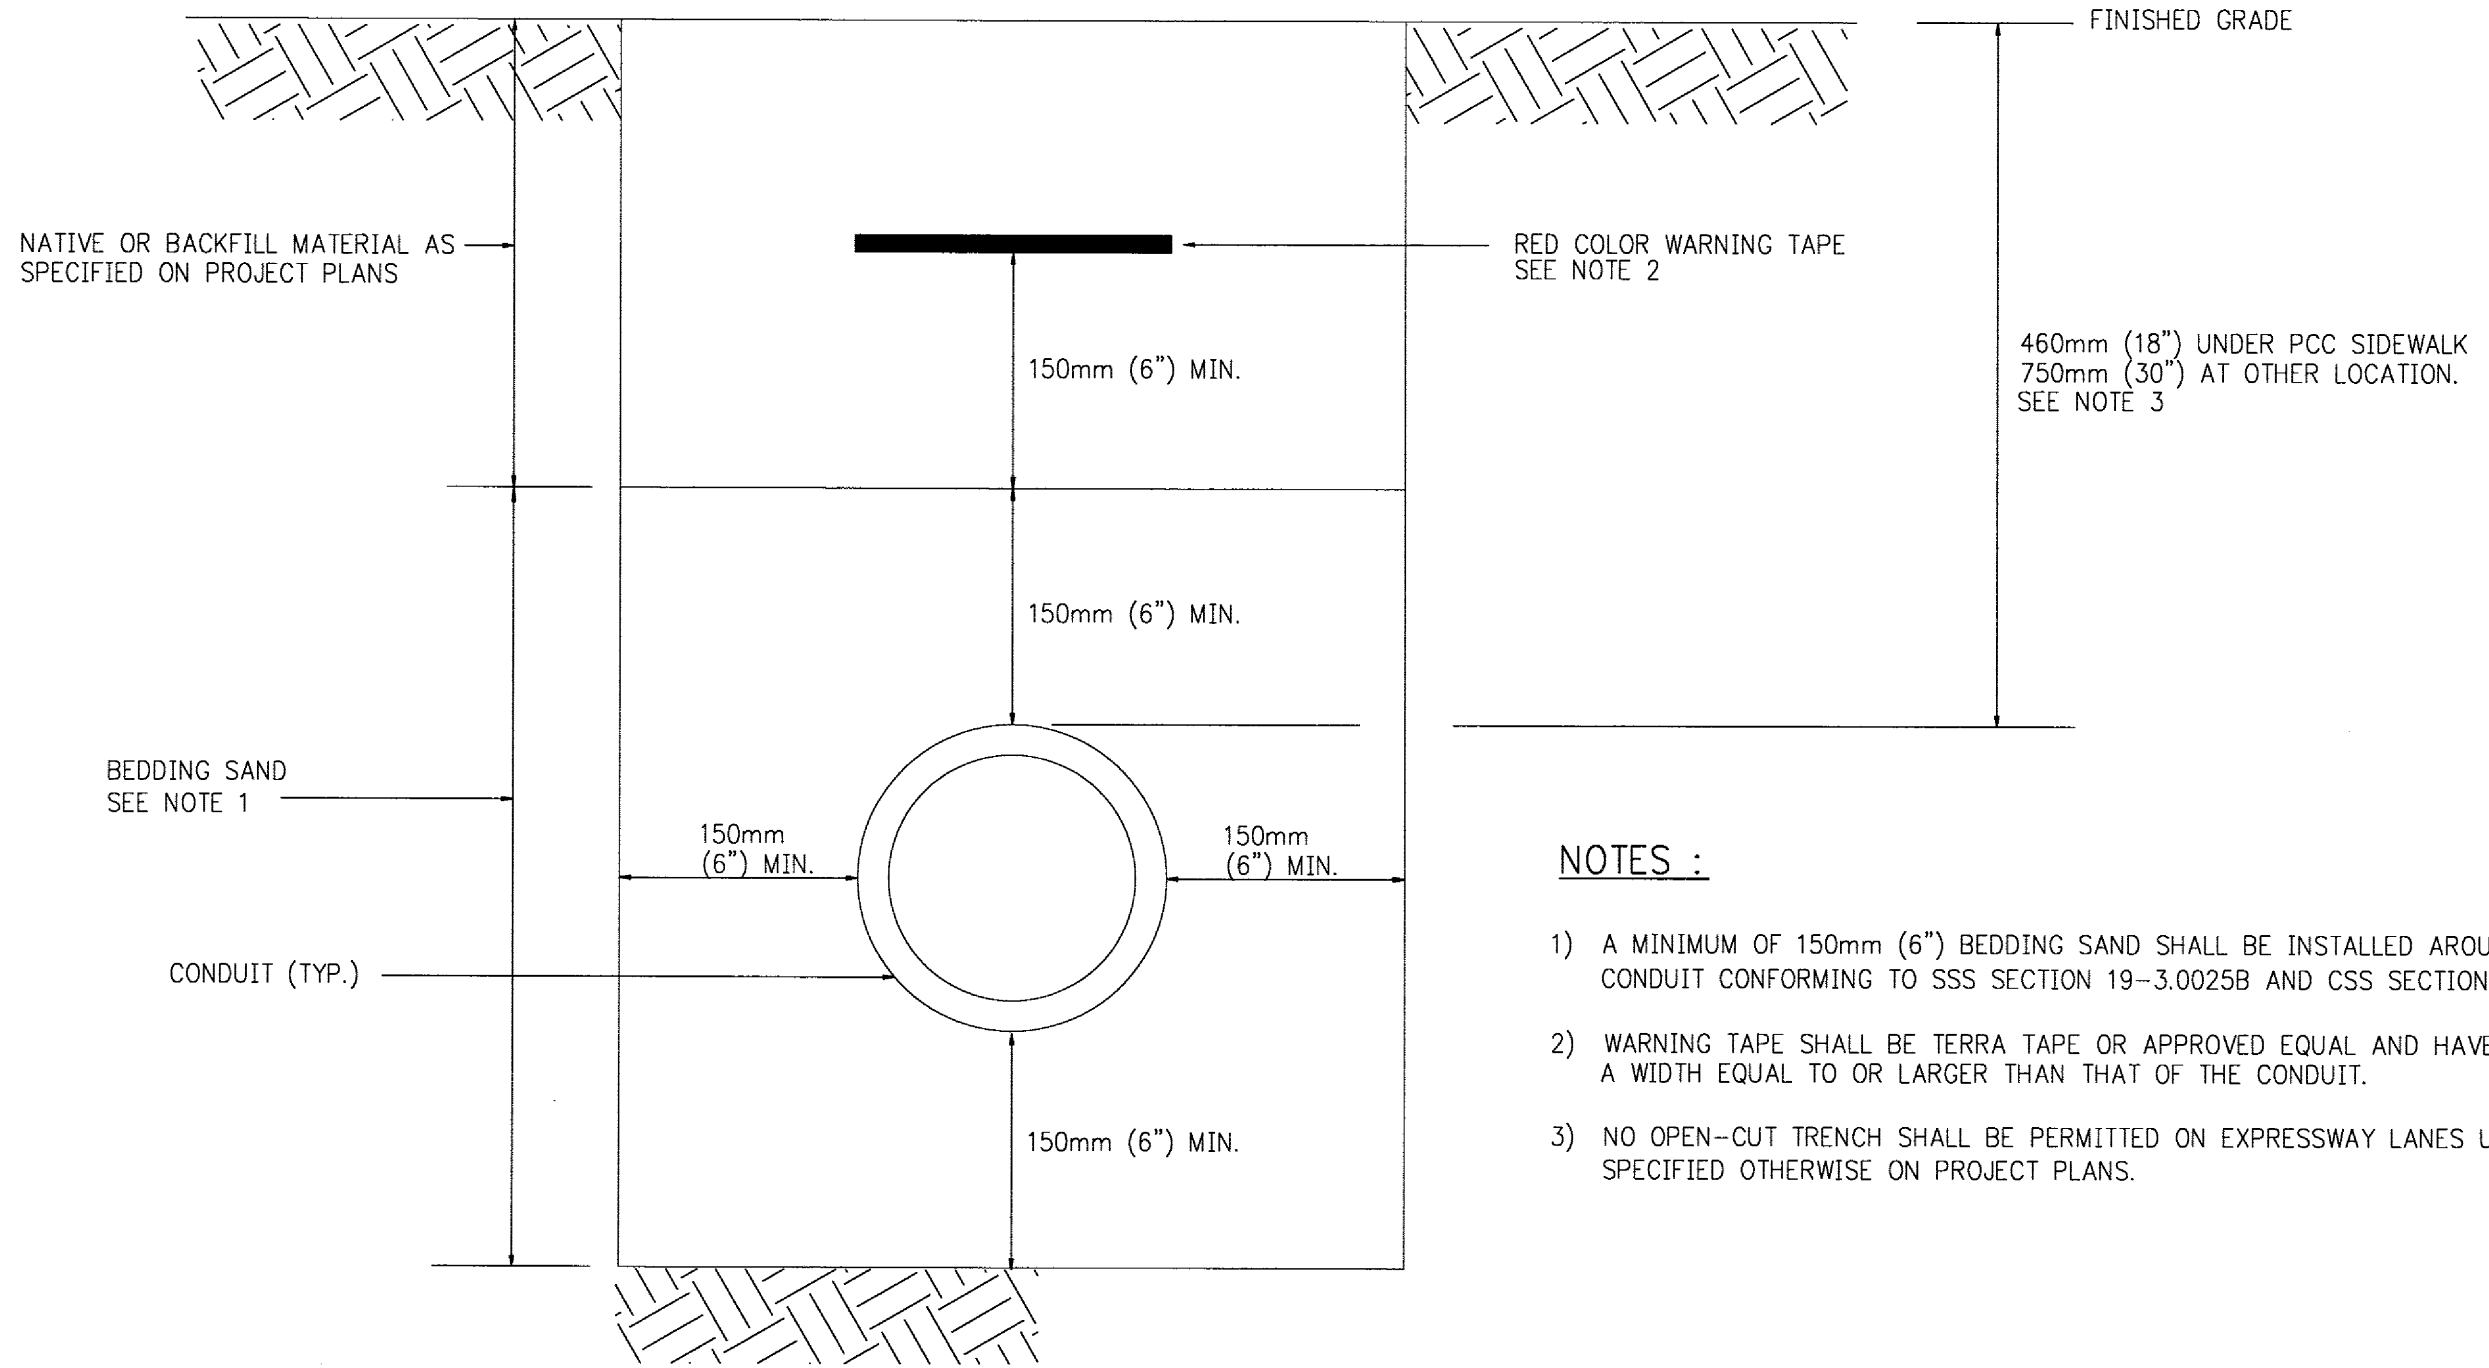 FINISHED GRADE
NATIVE OR BACKFILL MATERIAL AS
SPECIFIED ON PROJECT PLANS
RED COLOR WARNING TAPE
SEE NOTE 2
150mm (6") MIN.
460mm (18") UNDER PCC SIDEWALK
750mm (30") AT OTHER LOCATION.
SEE NOTE 3
150mm (6") MIN.
BEDDING SAND
SEE NOTE 1
150mm
(6") MIN.
150mm
(6") MIN.
CONDUIT (TYP.)
150mm (6") MIN.
NOTES :
1) A MINIMUM OF 150mm (6") BEDDING SAND SHALL BE INSTALLED AROU
CONDUIT CONFORMING TO SSS SECTION 19-3.0025B AND CSS SECTION
2) WARNING TAPE SHALL BE TERRA TAPE OR APPROVED EQUAL AND HAVE
A WIDTH EQUAL TO OR LARGER THAN THAT OF THE CONDUIT.
3) NO OPEN-CUT TRENCH SHALL BE PERMITTED ON EXPRESSWAY LANES
SPECIFIED OTHERWISE ON PROJECT PLANS.